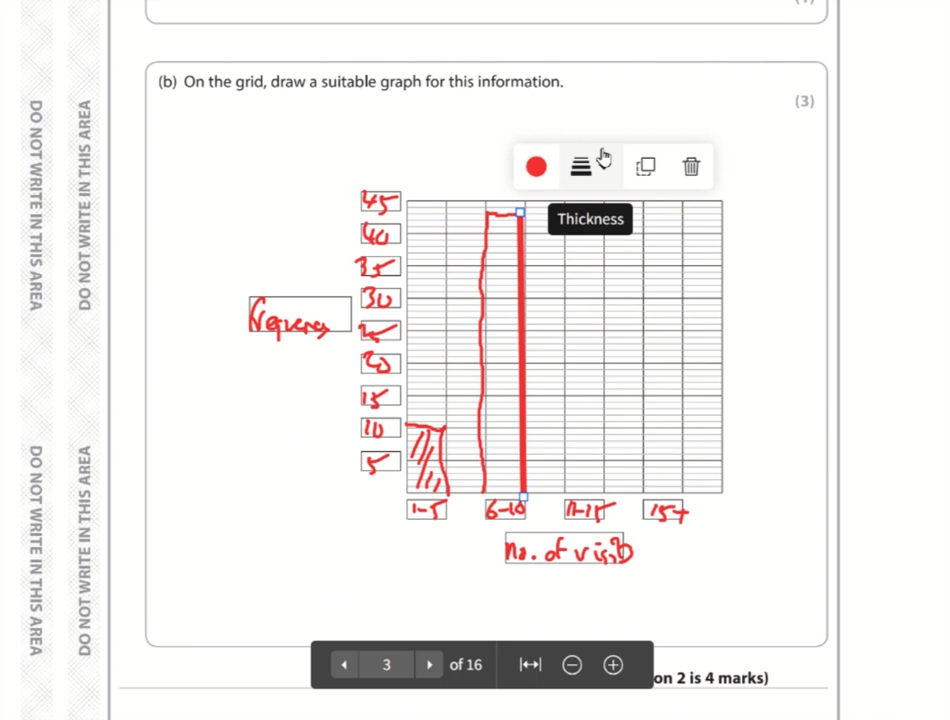 (b) On the grid, draw a suitable graph for this information.
(3)
Thickness
45
40
35
30
25
20
15
10
5
frequency
1-5
6-10
11-15
15+
no. of visits
3 of 16
on 2 is 4 marks)
DO NOT WRITE IN THIS AREA
DO NOT WRITE IN THIS AREA
DO NOT WRITE IN THIS AREA
DO NOT WRITE IN THIS AREA